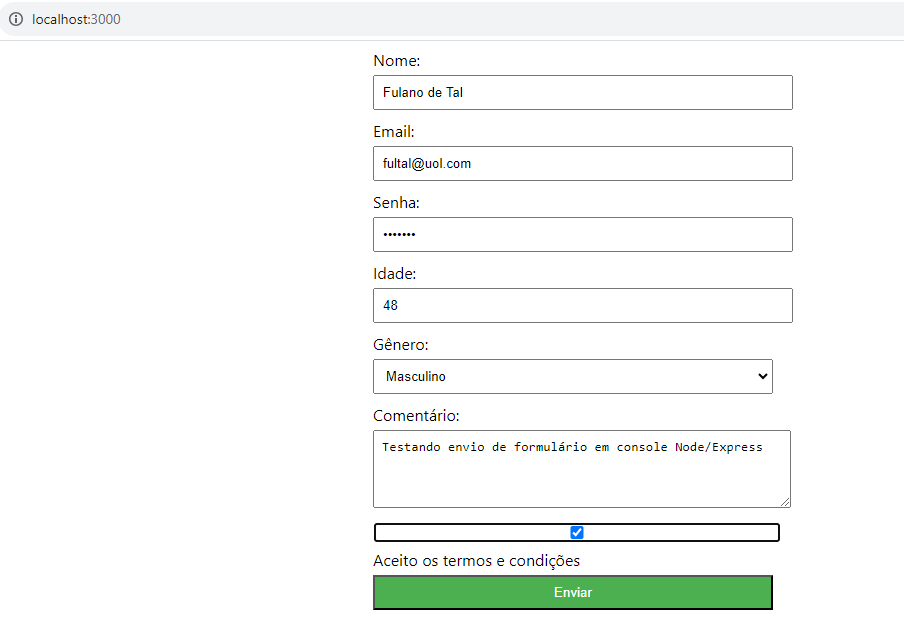 localhost:3000
Nome:
Fulano de Tal
Email:
fultal@uol.com
Senha:
•••••••
Idade:
48
Gênero:
Masculino
Comentário:
Testando envio de formulário em console Node/Express
Aceito os termos e condições
Enviar